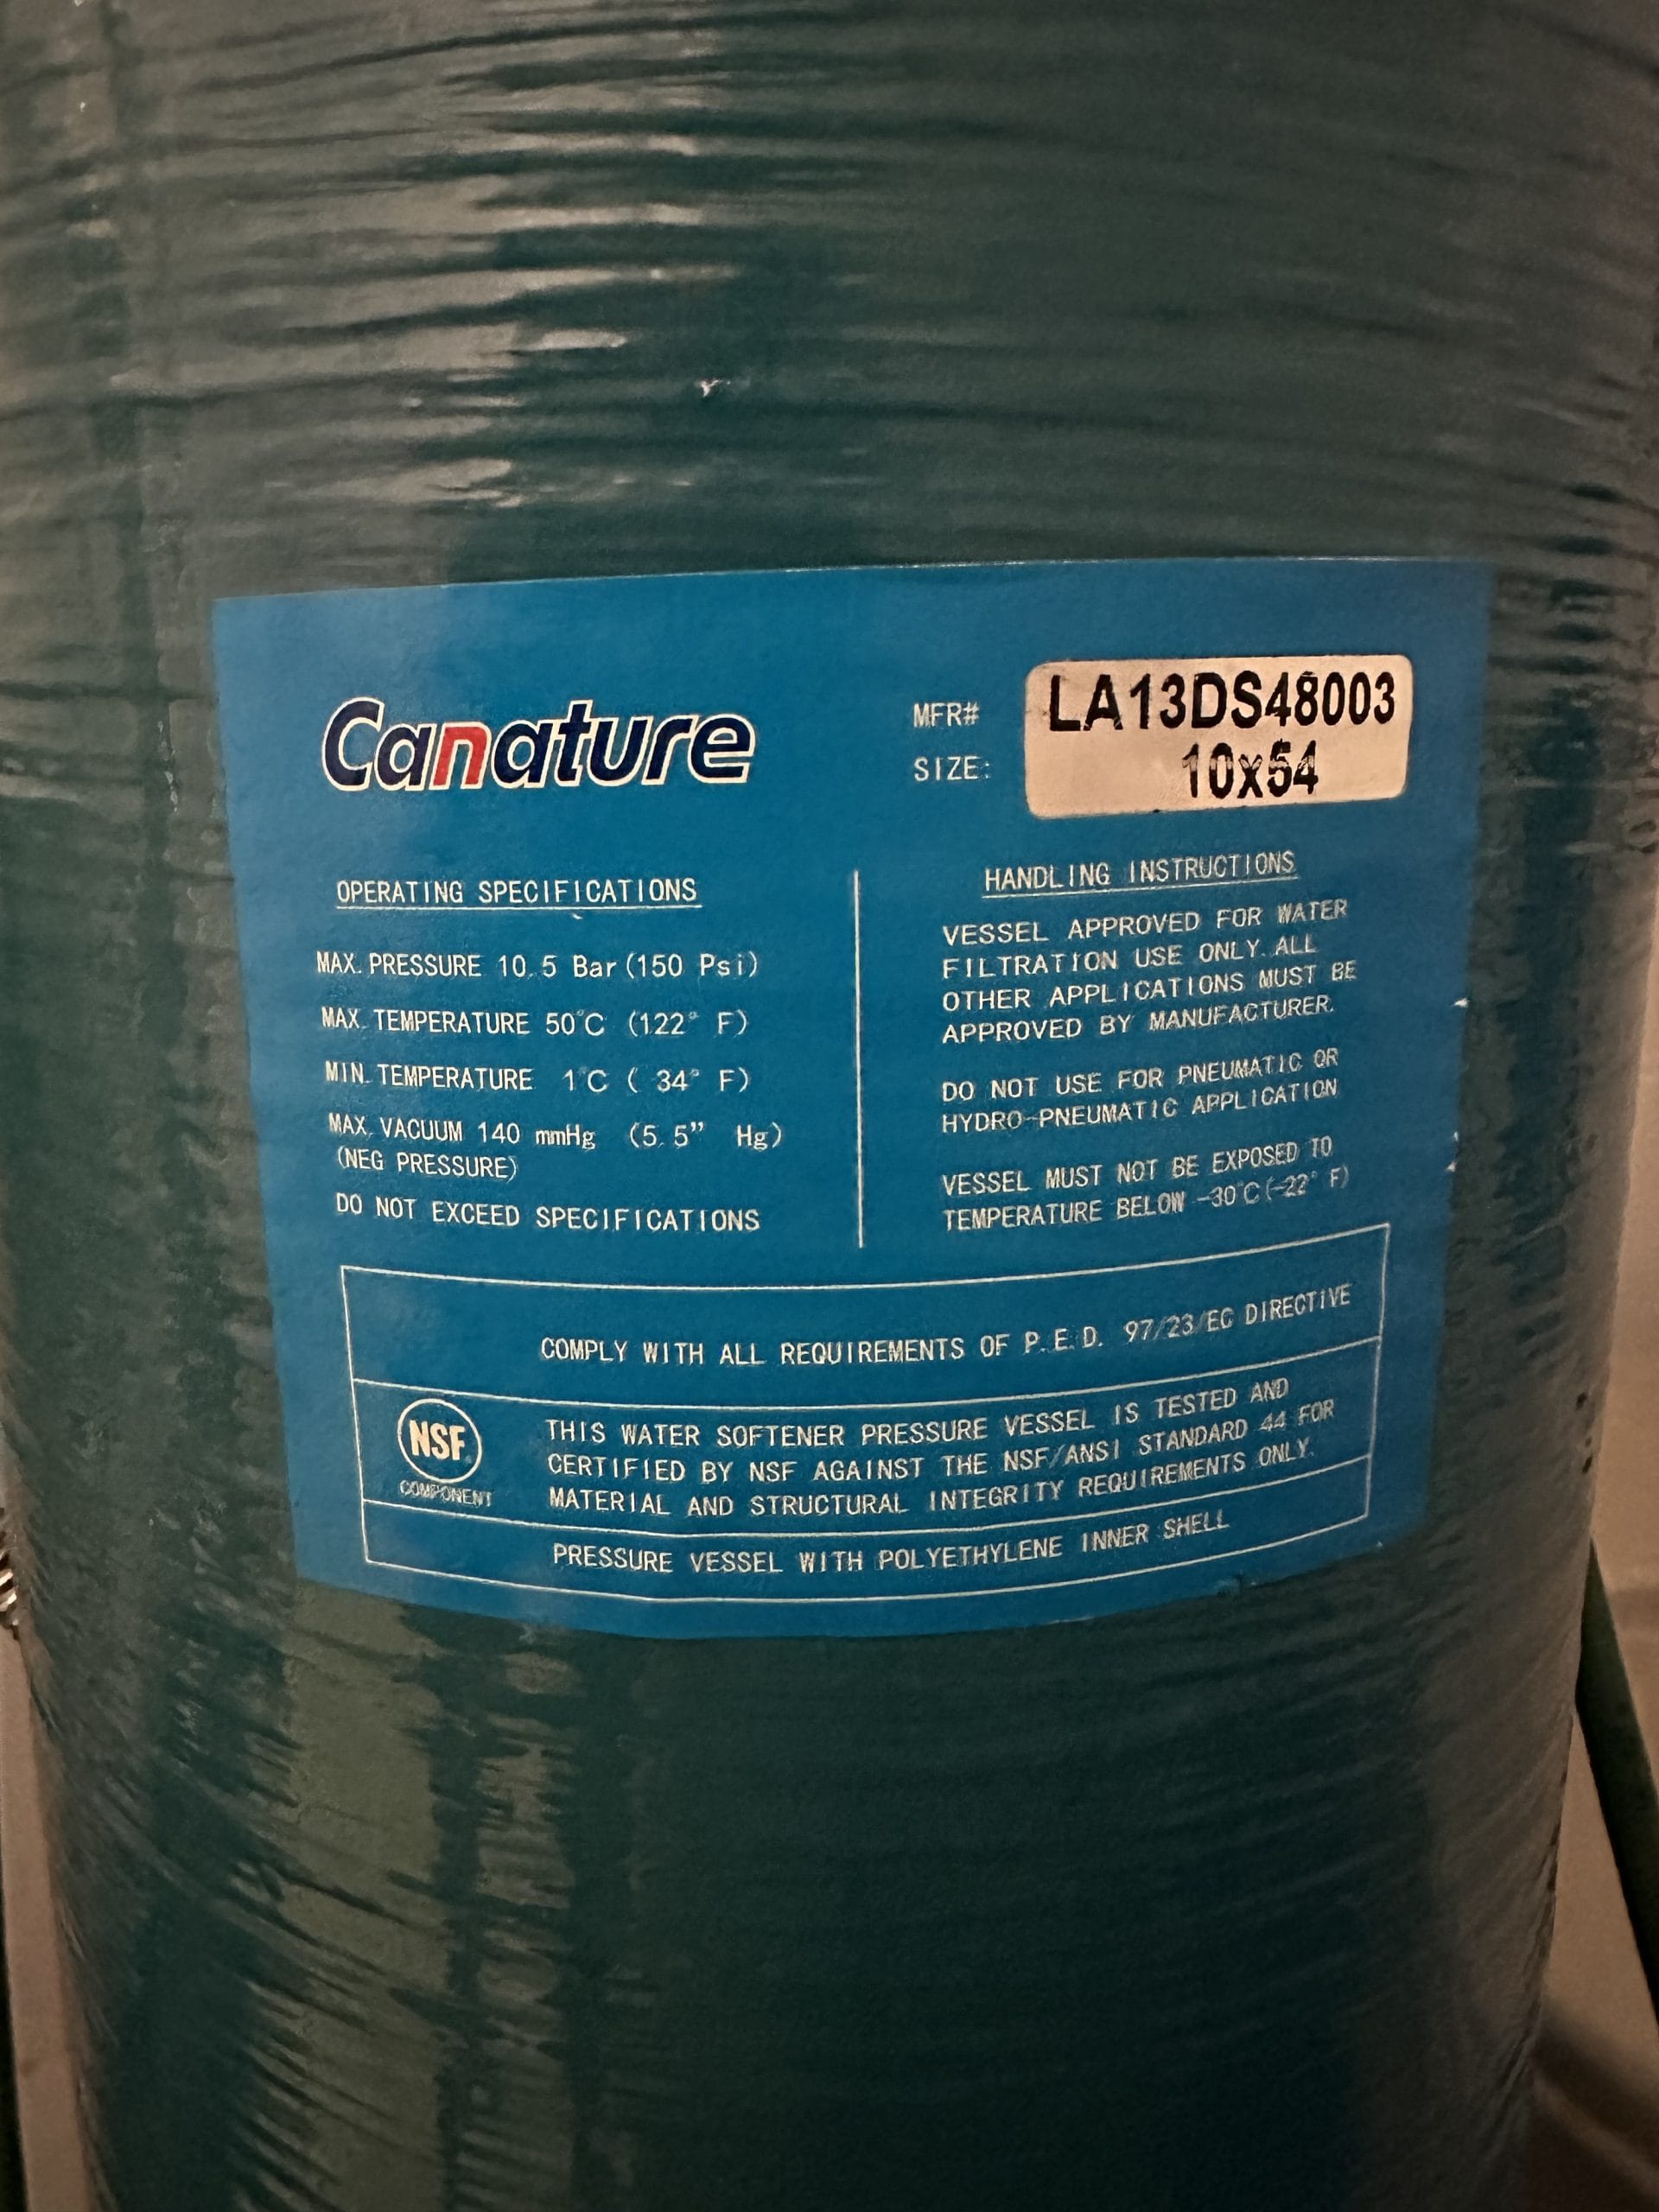 Canature
MFR# LA13DS48003
SIZE: 10x54
OPERATING SPECIFICATIONS
MAX. PRESSURE 10.5 Bar (150 Psi)
MAX. TEMPERATURE 50°C (122° F)
MIN. TEMPERATURE 1°C ( 34° F)
MAX. VACUUM 140 mmHg (5.5” Hg)
(NEG PRESSURE)
DO NOT EXCEED SPECIFICATIONS
HANDLING INSTRUCTIONS
VESSEL APPROVED FOR WATER
FILTRATION USE ONLY. ALL
OTHER APPLICATIONS MUST BE
APPROVED BY MANUFACTURER.
DO NOT USE FOR PNEUMATIC OR
HYDRO-PNEUMATIC APPLICATION
VESSEL MUST NOT BE EXPOSED TO
TEMPERATURE BELOW -30°C (-22° F)
COMPLY WITH ALL REQUIREMENTS OF P.E.D. 97/23/EC DIRECTIVE
NSF®
COMPONENT
THIS WATER SOFTENER PRESSURE VESSEL IS TESTED AND
CERTIFIED BY NSF AGAINST THE NSF/ANSI STANDARD 44 FOR
MATERIAL AND STRUCTURAL INTEGRITY REQUIREMENTS ONLY.
PRESSURE VESSEL WITH POLYETHYLENE INNER SHELL